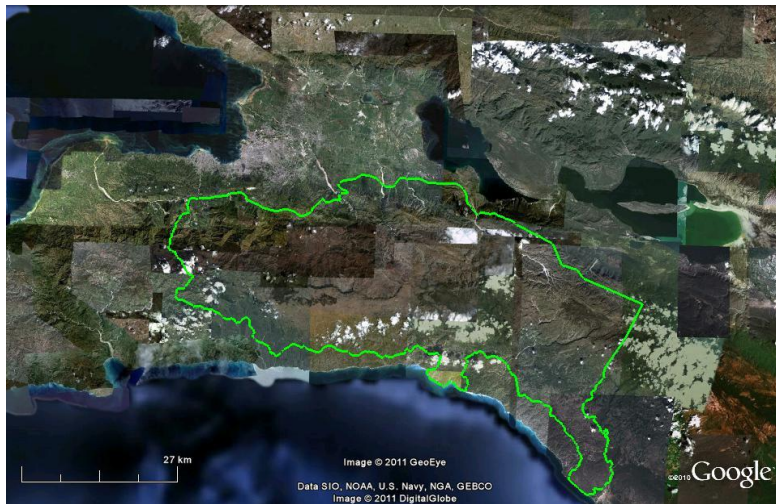 27 km
Image © 2011 GeoEye
Data SIO, NOAA, U.S. Navy, NGA, GEBCO
Image © 2011 DigitalGlobe
©2010 Google